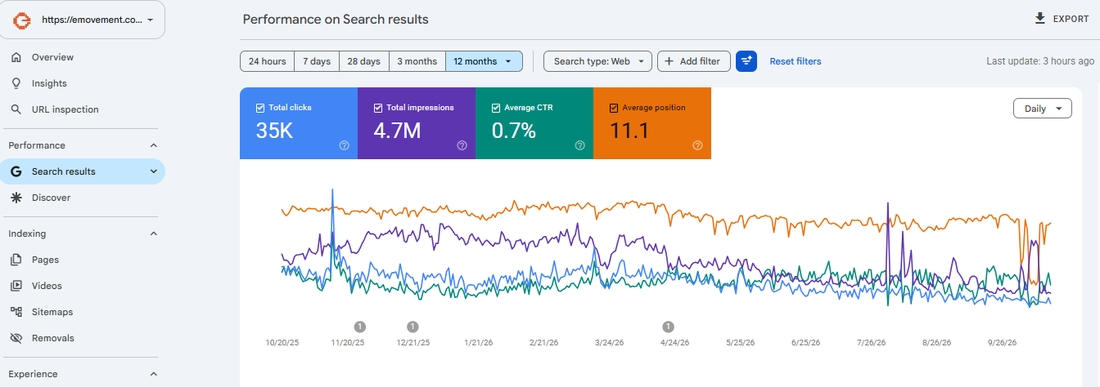 https://emovement.co...
Performance on Search results
EXPORT
Overview
Insights
URL inspection
Performance
Search results
Discover
Indexing
Pages
Videos
Sitemaps
Removals
Experience
24 hours
7 days
28 days
3 months
12 months
Search type: Web
Add filter
Reset filters
Last update: 3 hours ago
Total clicks
35K
Total impressions
4.7M
Average CTR
0.7%
Average position
11.1
Daily
1
1
1
10/20/25 11/20/25 12/21/25 1/21/26 2/21/26 3/24/26 4/24/26 5/25/26 6/25/26 7/26/26 8/26/26 9/26/26